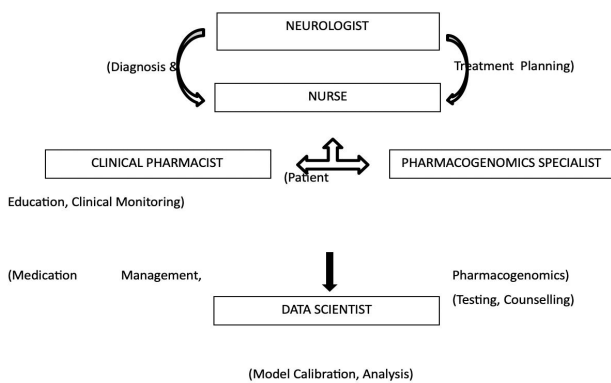 NEUROLOGIST
(Diagnosis & Treatment Planning)
NURSE
CLINICAL PHARMACIST PHARMACOGENOMICS SPECIALIST
(Patient
Education, Clinical Monitoring)
(Medication Management, Pharmacogenomics)
(Testing, Counselling)
DATA SCIENTIST
(Model Calibration, Analysis)